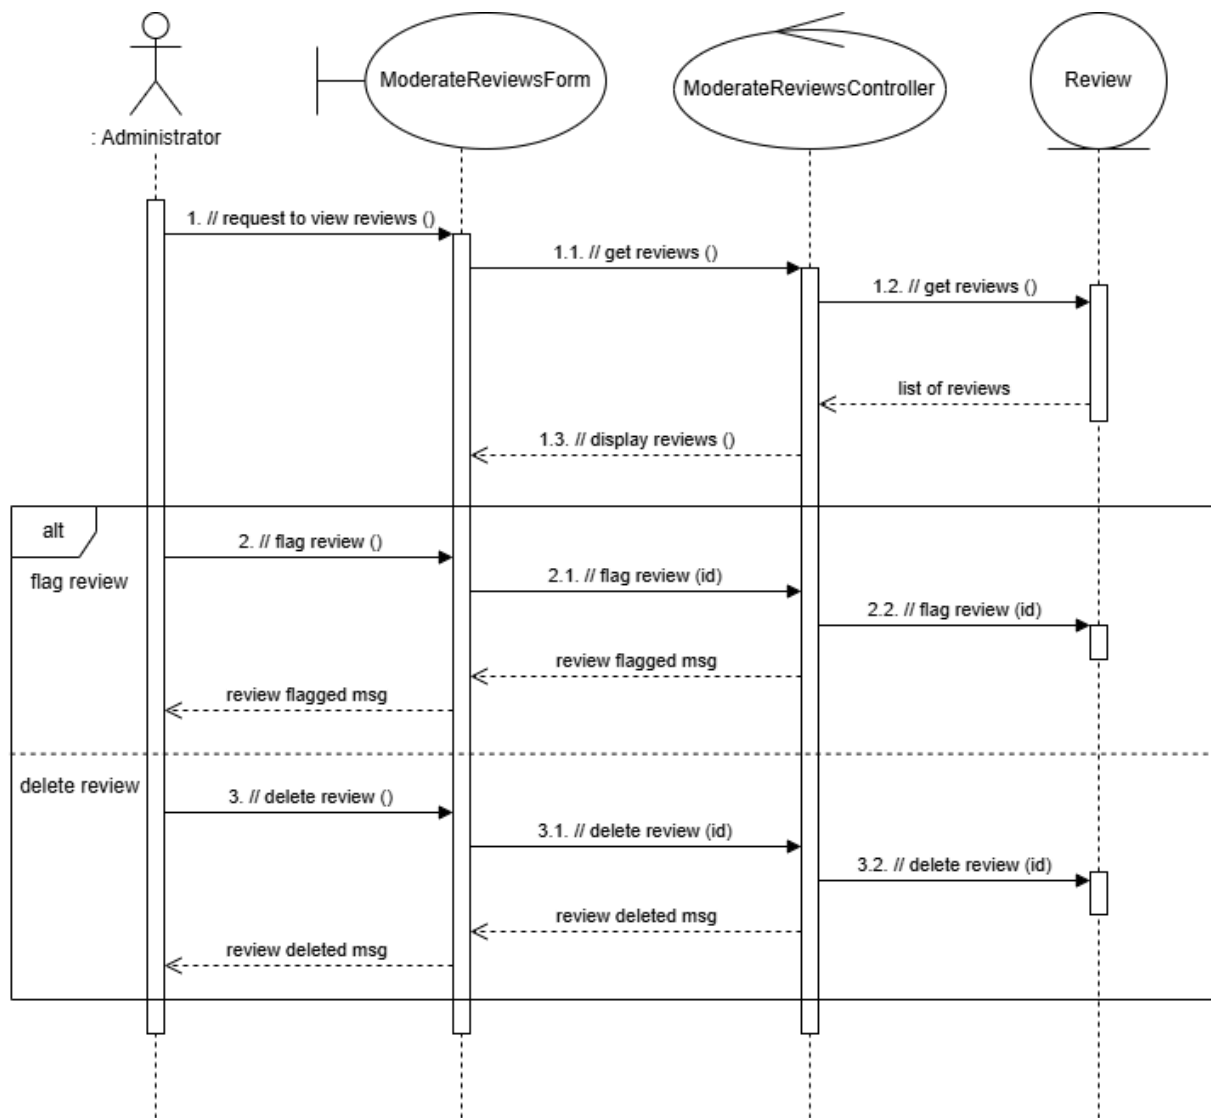 : Administrator
ModerateReviewsForm
ModerateReviewsController
Review
1. // request to view reviews ()
1.1. // get reviews ()
1.2. // get reviews ()
list of reviews
1.3. // display reviews ()
alt
flag review
2. // flag review ()
2.1. // flag review (id)
2.2. // flag review (id)
review flagged msg
review flagged msg
delete review
3. // delete review ()
3.1. // delete review (id)
3.2. // delete review (id)
review deleted msg
review deleted msg